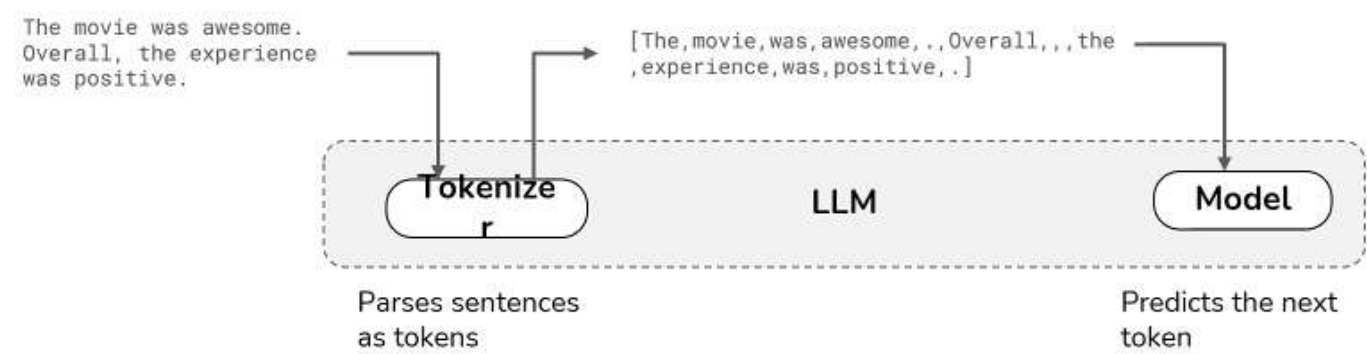 The movie was awesome.
Overall, the experience
was positive.
[The,movie,was,awesome,.,Overall,,,the
,experience,was,positive,.]
Tokenize
r
LLM
Model
Parses sentences
as tokens
Predicts the next
token